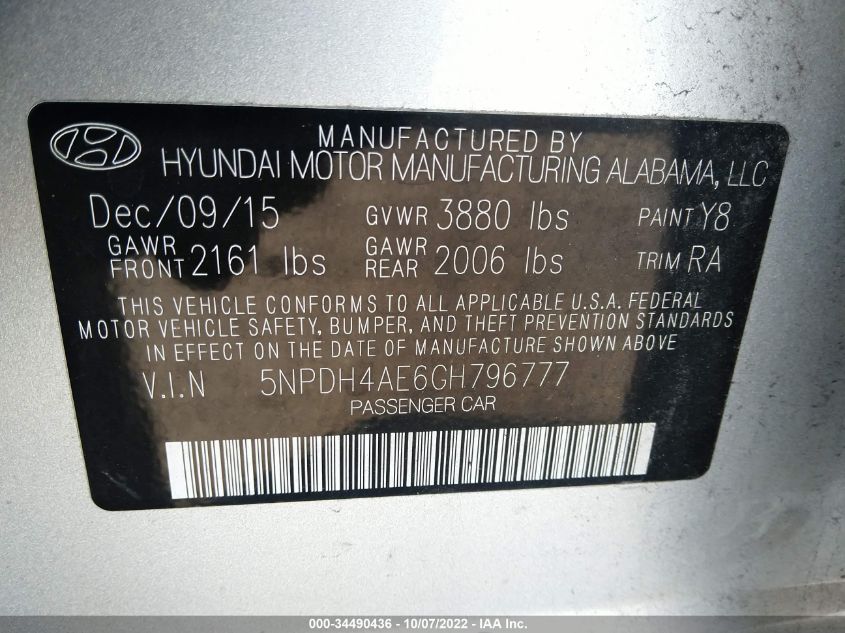 MANUFACTURED BY
HYUNDAI MOTOR MANUFACTURING ALABAMA, LLC
Dec/09/15 GVWR 3880 lbs PAINT Y8
GAWR FRONT 2161 lbs GAWR REAR 2006 lbs TRIM RA
THIS VEHICLE CONFORMS TO ALL APPLICABLE U.S.A. FEDERAL
MOTOR VEHICLE SAFETY, BUMPER, AND THEFT PREVENTION STANDARDS
IN EFFECT ON THE DATE OF MANUFACTURE SHOWN ABOVE
V.I.N 5NPDH4AE6GH796777
PASSENGER CAR
000-34490436 - 10/07/2022 - IAA Inc.